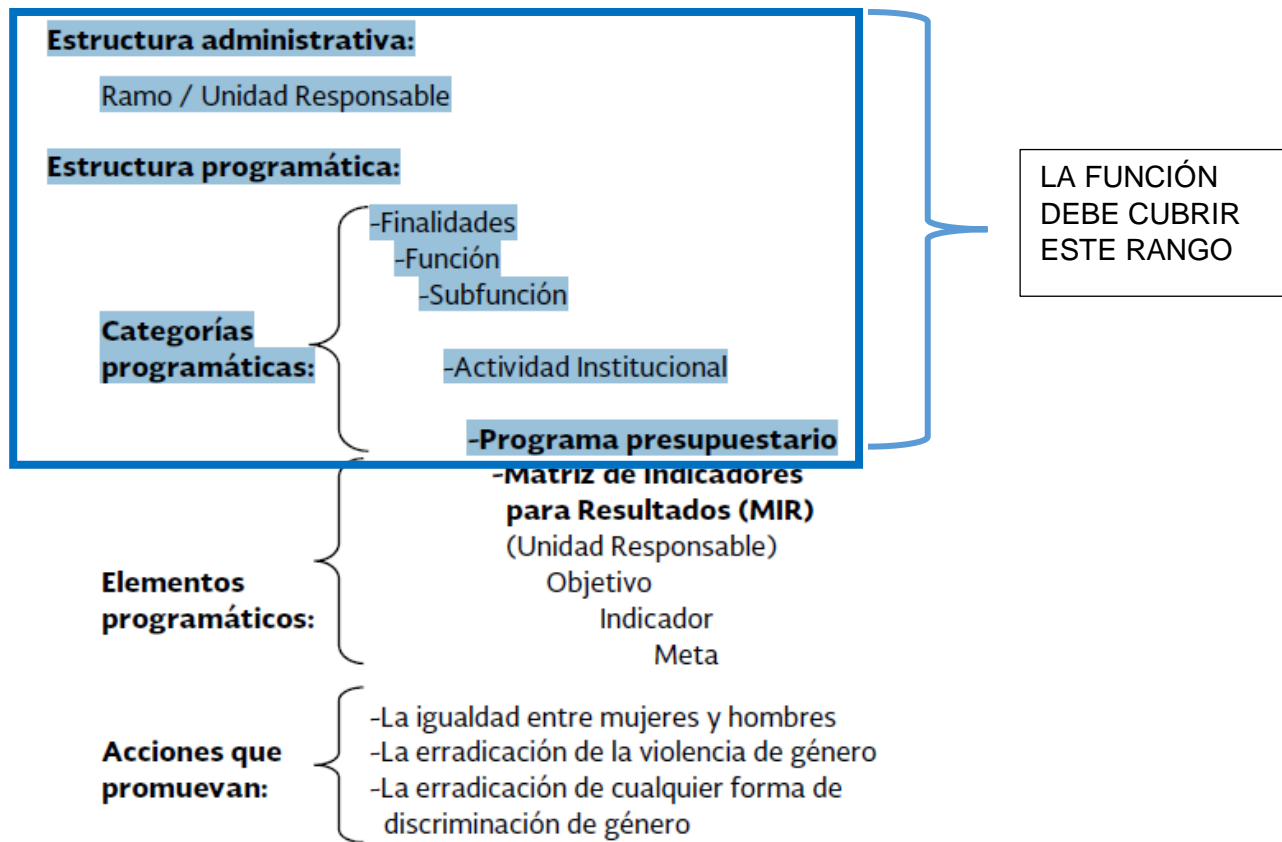 Estructura administrativa:
Ramo / Unidad Responsable
Estructura programática:
-Finalidades
-Función
-Subfunción
Categorías
programáticas:
-Actividad Institucional
-Programa presupuestario
LA FUNCIÓN
DEBE CUBRIR
ESTE RANGO
-Matriz de Indicadores
para Resultados (MIR)
(Unidad Responsable)
Objetivo
Indicador
Meta
Elementos
programáticos:
Acciones que
promuevan:
-La igualdad entre mujeres y hombres
-La erradicación de la violencia de género
-La erradicación de cualquier forma de
discriminación de género